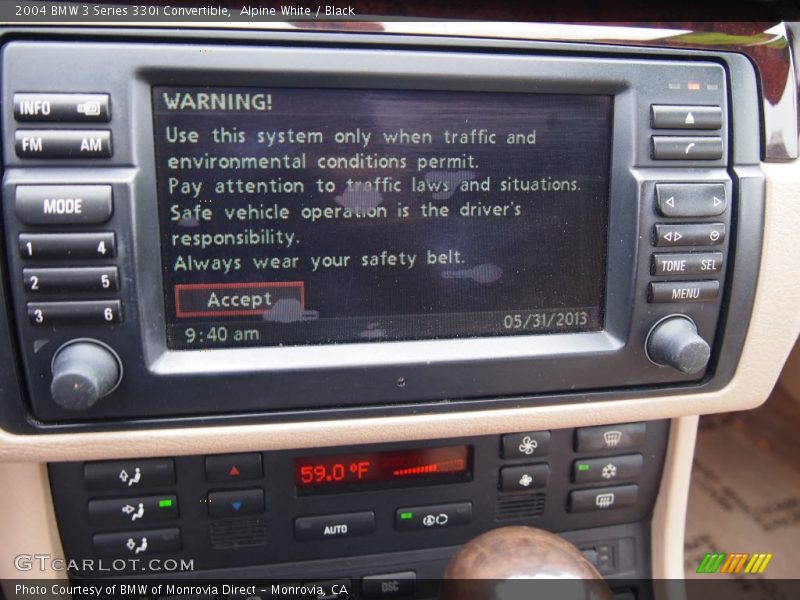 2004 BMW 3 Series 330i Convertible,  Alpine White / Black
WARNING!
Use this system only when traffic and
environmental conditions permit.
Pay attention to traffic laws and situations.
Safe vehicle operation is the driver's
responsibility.
Always wear your safety belt.
Accept
9:40 am
05/31/2013
INFO
FM AM
MODE
1 4
2 5
3 6
TONE SEL
MENU
59.0 °F
AUTO
DSC
GTCARLOT.COM
Photo Courtesy of BMW of Monrovia Direct - Monrovia, CA